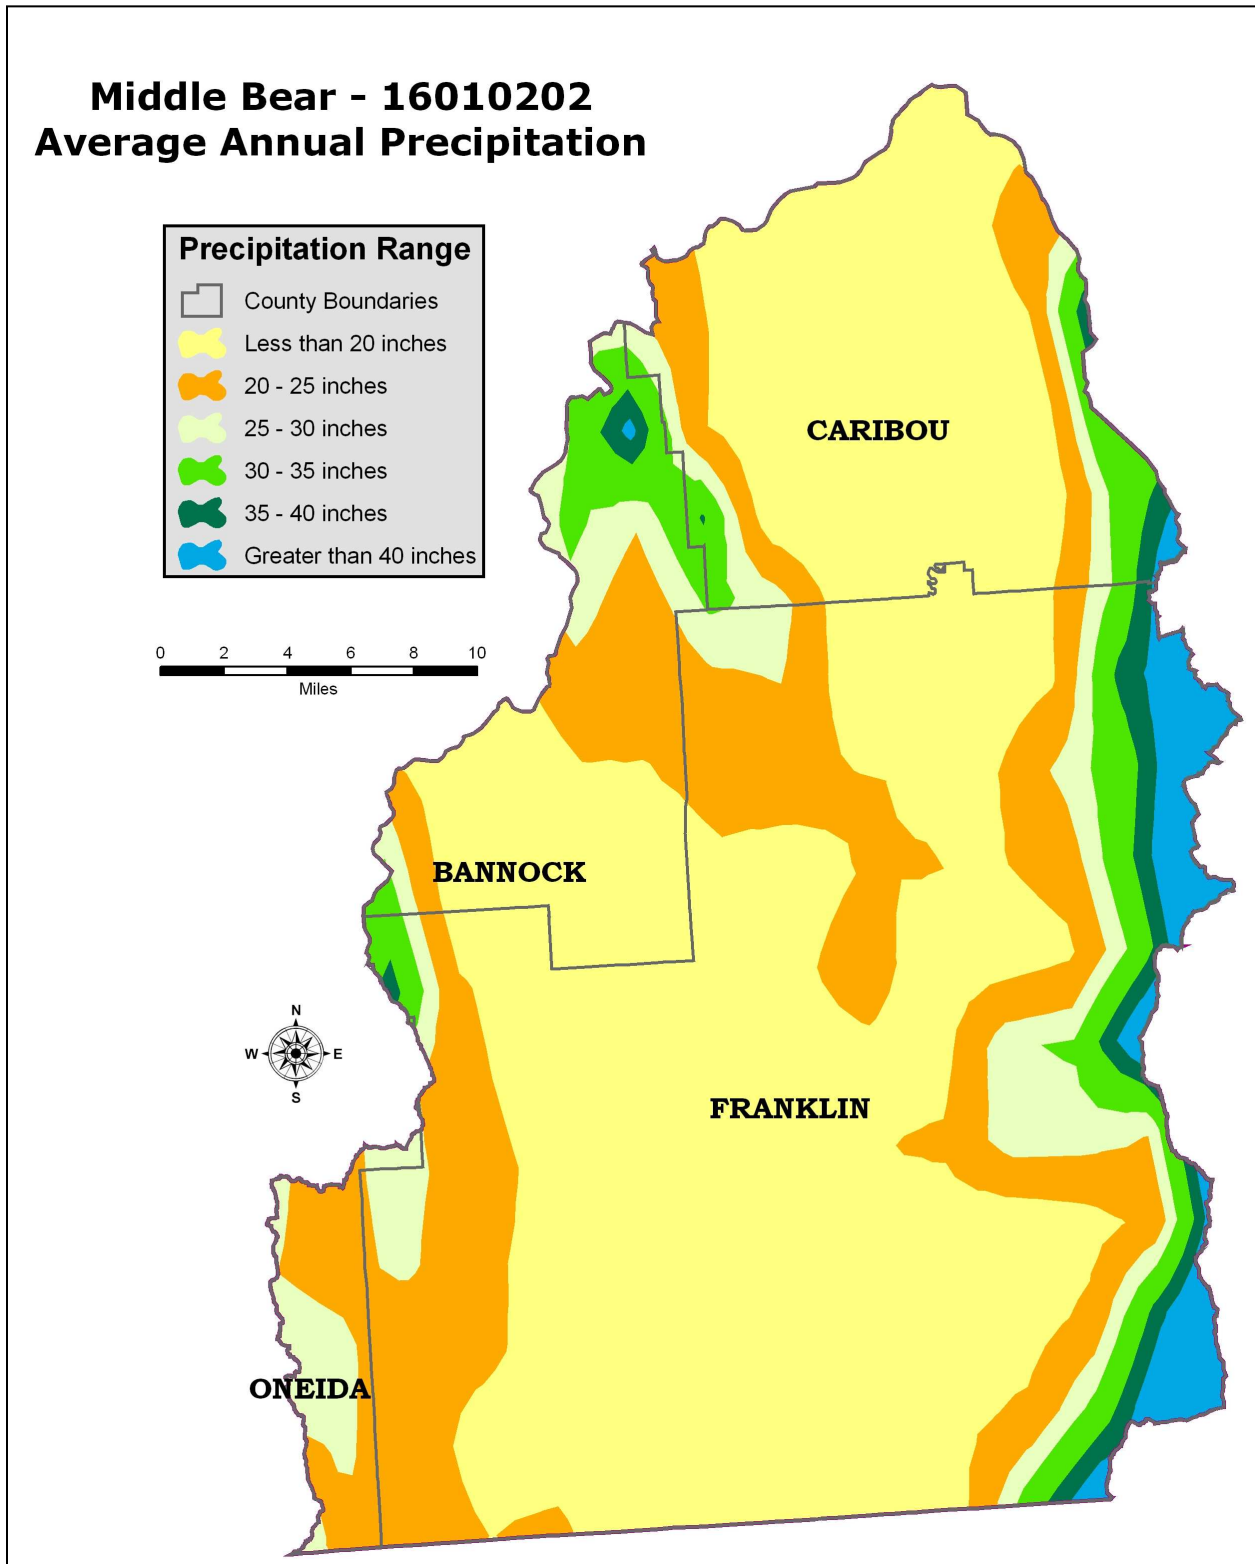 Middle Bear - 16010202
Average Annual Precipitation
Precipitation Range
County Boundaries
Less than 20 inches
20 - 25 inches
25 - 30 inches
30 - 35 inches
35 - 40 inches
Greater than 40 inches
0 2 4 6 8 10
Miles
CARIBOU
BANNOCK
N
W E
S
FRANKLIN
ONEIDA